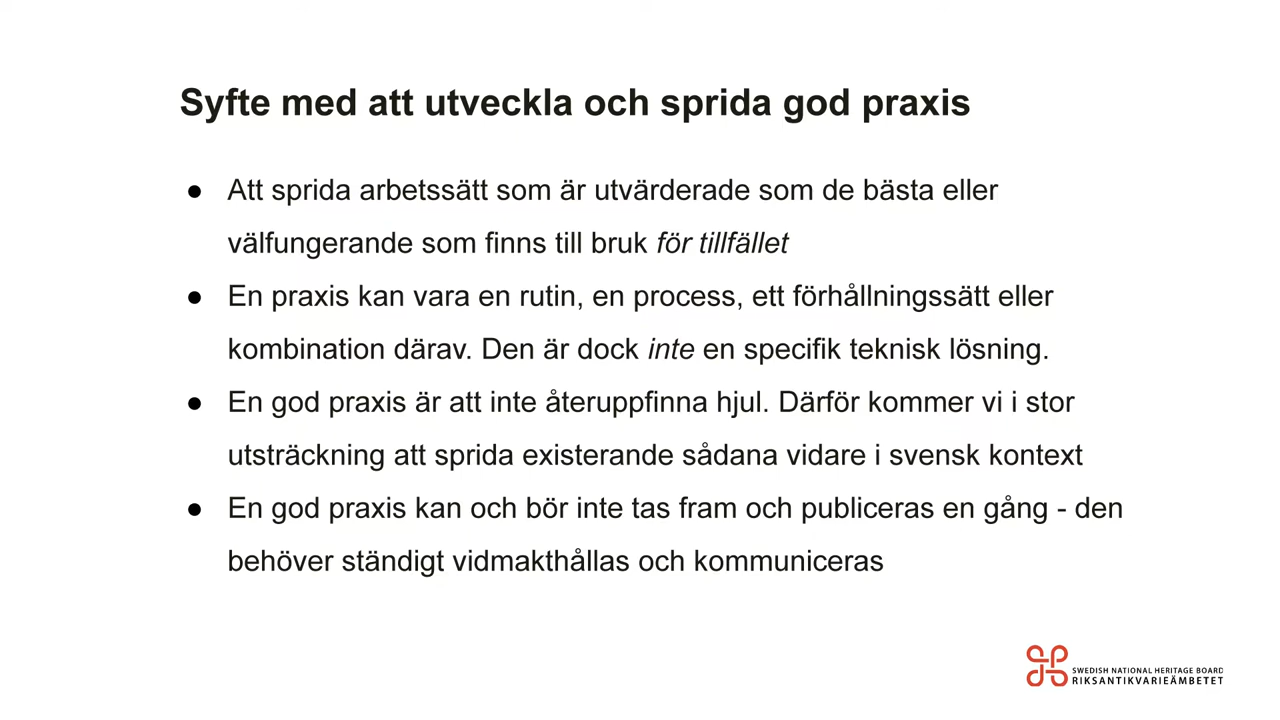 Syfte med att utveckla och sprida god praxis
● Att sprida arbetssätt som är utvärderade som de bästa eller
välfungerande som finns till bruk för tillfället
● En praxis kan vara en rutin, en process, ett förhållningssätt eller
kombination därav. Den är dock inte en specifik teknisk lösning.
● En god praxis är att inte återuppfinna hjul. Därför kommer vi i stor
utsträckning att sprida existerande sådana vidare i svensk kontext
● En god praxis kan och bör inte tas fram och publiceras en gång - den
behöver ständigt vidmakthållas och kommuniceras
SWEDISH NATIONAL HERITAGE BOARD
RIKSANTIKVARIEÄMBETET